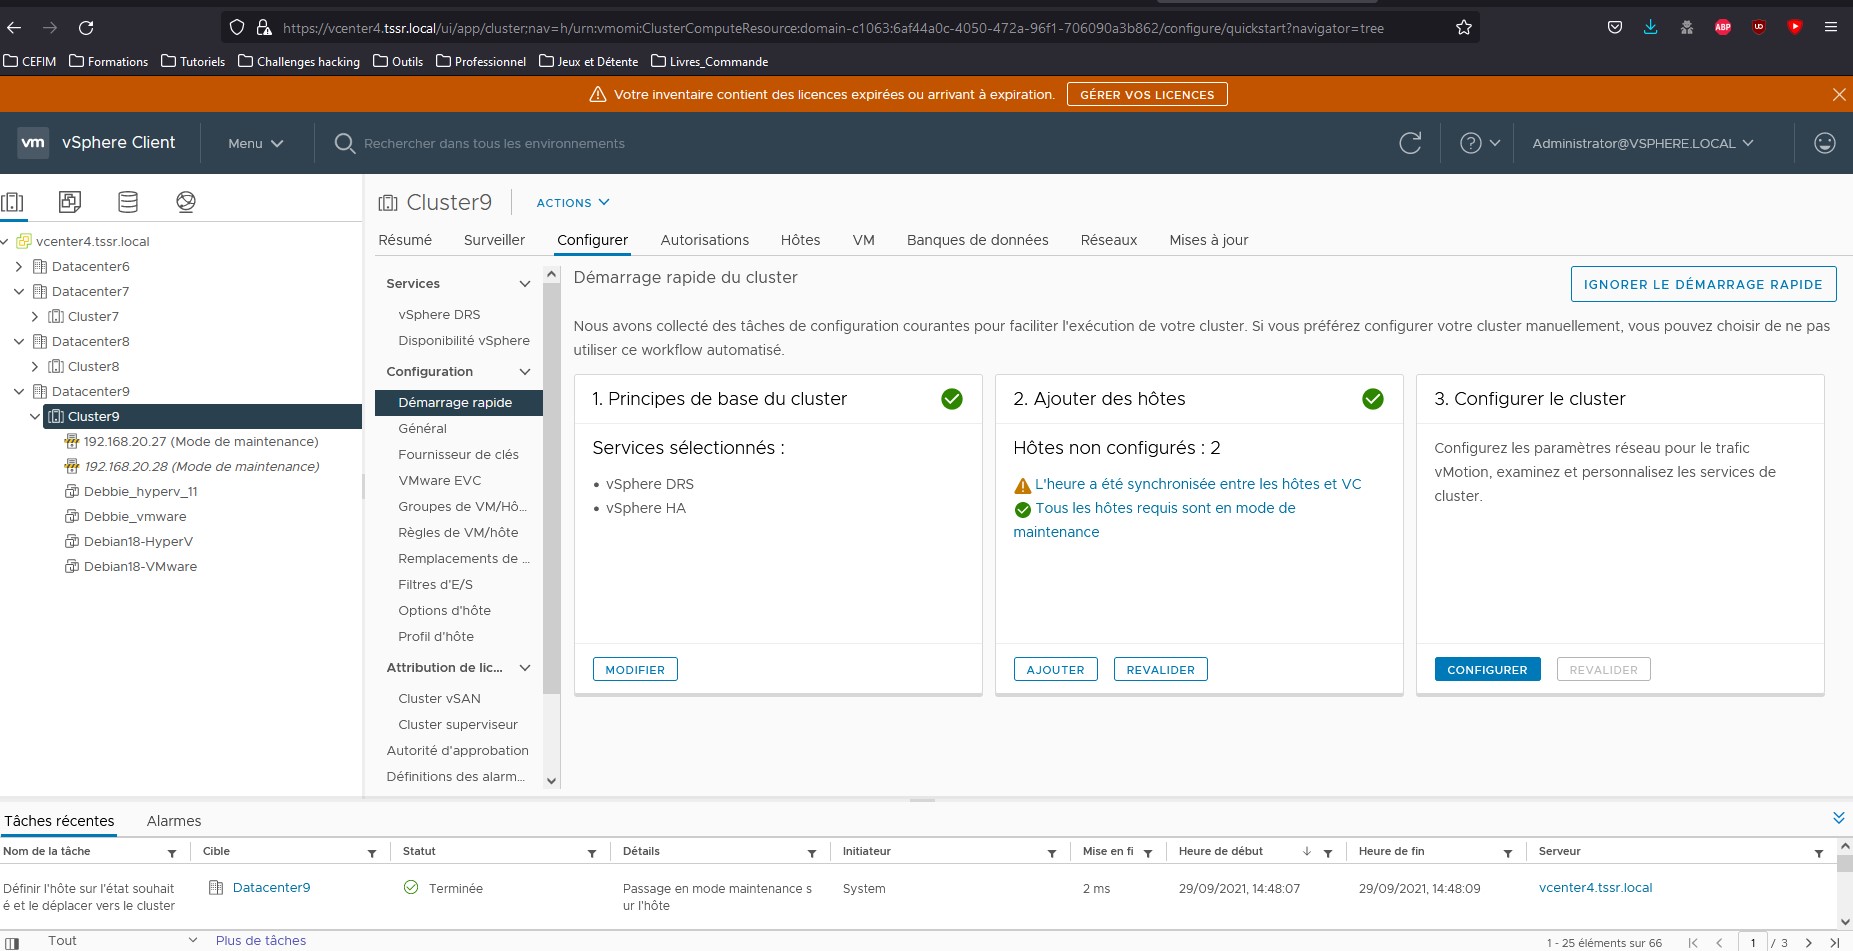 https://vcenter4.tssr.local/ui/app/cluster;nav=h/urn:vmomi:ClusterComputeResource:domain-c1063:6af44a0c-4050-472a-96f1-706090a3b862/configure/quickstart?navigator=tree
ABP
UD
CEFIM Formations Tutoriels Challenges hacking Outils Professionnel Jeux et Détente Livres_Commande
Votre inventaire contient des licences expirées ou arrivant à expiration. GÉRER VOS LICENCES
vm vSphere Client Menu Rechercher dans tous les environnements Administrator@VSPHERE.LOCAL
vcenter4.tssr.local
Datacenter6
Datacenter7
Cluster7
Datacenter8
Cluster8
Datacenter9
Cluster9
192.168.20.27 (Mode de maintenance)
192.168.20.28 (Mode de maintenance)
Debbie_hyperv_11
Debbie_vmware
Debian18-HyperV
Debian18-VMware
Cluster9 ACTIONS
Résumé Surveiller Configurer Autorisations Hôtes VM Banques de données Réseaux Mises à jour
Services
vSphere DRS
Disponibilité vSphere
Configuration
Démarrage rapide
Général
Fournisseur de clés
VMware EVC
Groupes de VM/Hô...
Règles de VM/hôte
Remplacements de ...
Filtres d'E/S
Options d'hôte
Profil d'hôte
Attribution de lic...
Cluster vSAN
Cluster superviseur
Autorité d'approbation
Définitions des alarm...
Démarrage rapide du cluster
IGNORER LE DÉMARRAGE RAPIDE
Nous avons collecté des tâches de configuration courantes pour faciliter l'exécution de votre cluster. Si vous préférez configurer votre cluster manuellement, vous pouvez choisir de ne pas
utiliser ce workflow automatisé.
1. Principes de base du cluster
Services sélectionnés :
• vSphere DRS
• vSphere HA
MODIFIER
2. Ajouter des hôtes
Hôtes non configurés : 2
L'heure a été synchronisée entre les hôtes et VC
Tous les hôtes requis sont en mode de
maintenance
AJOUTER REVALIDER
3. Configurer le cluster
Configurez les paramètres réseau pour le trafic
vMotion, examinez et personnalisez les services de
cluster.
CONFIGURER REVALIDER
Tâches récentes Alarmes
Nom de la tâche Cible Statut Détails Initiateur Mise en fi Heure de début Heure de fin Serveur
Définir l'hôte sur l'état souhait
é et le déplacer vers le cluster
Datacenter9 Terminée
Passage en mode maintenance s
ur l'hôte
System 2 ms 29/09/2021, 14:48:07 29/09/2021, 14:48:09 vcenter4.tssr.local
Tout Plus de tâches 1 - 25 éléments sur 66 1 / 3